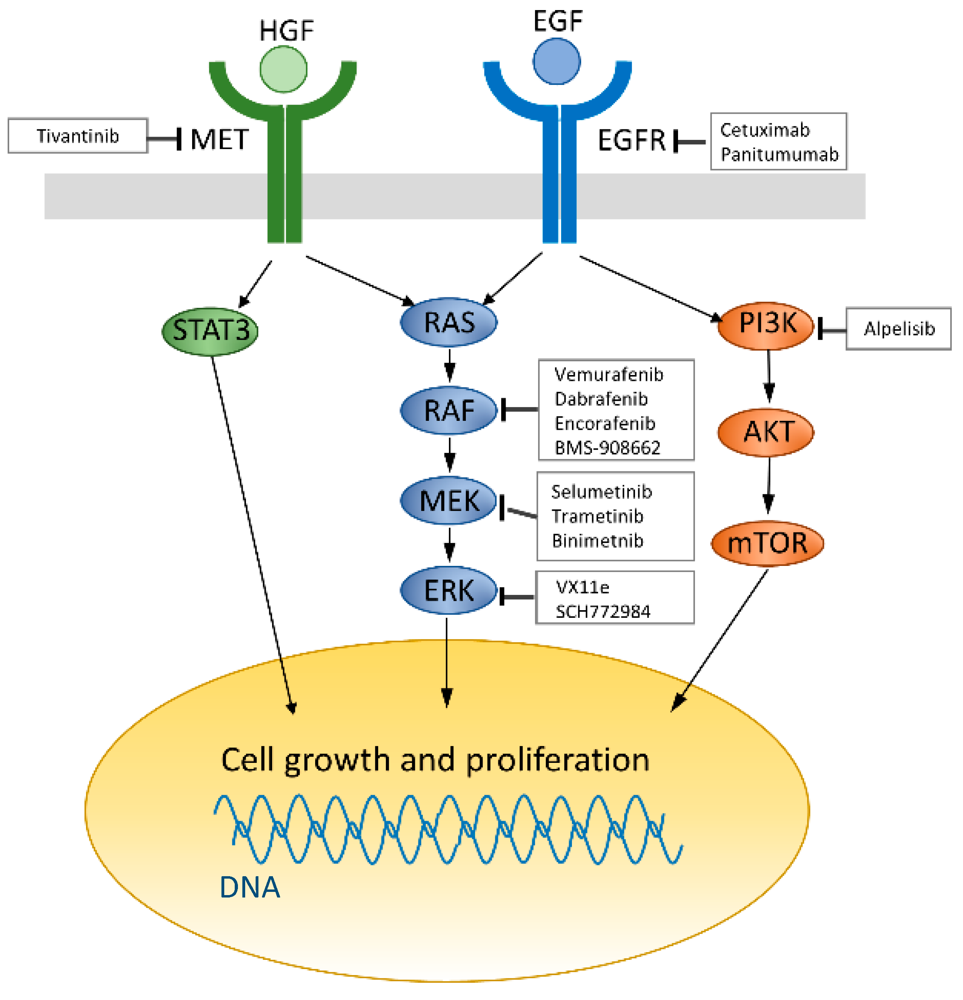 HGF
EGF
Tivantinib
MET
EGFR
Cetuximab
Panitumumab
STAT3
RAS
PI3K
Alpelisib
RAF
Vemurafenib
Dabrafenib
Encorafenib
BMS-908662
AKT
MEK
Selumetinib
Trametinib
Binimetnib
mTOR
ERK
VX11e
SCH772984
Cell growth and proliferation
DNA